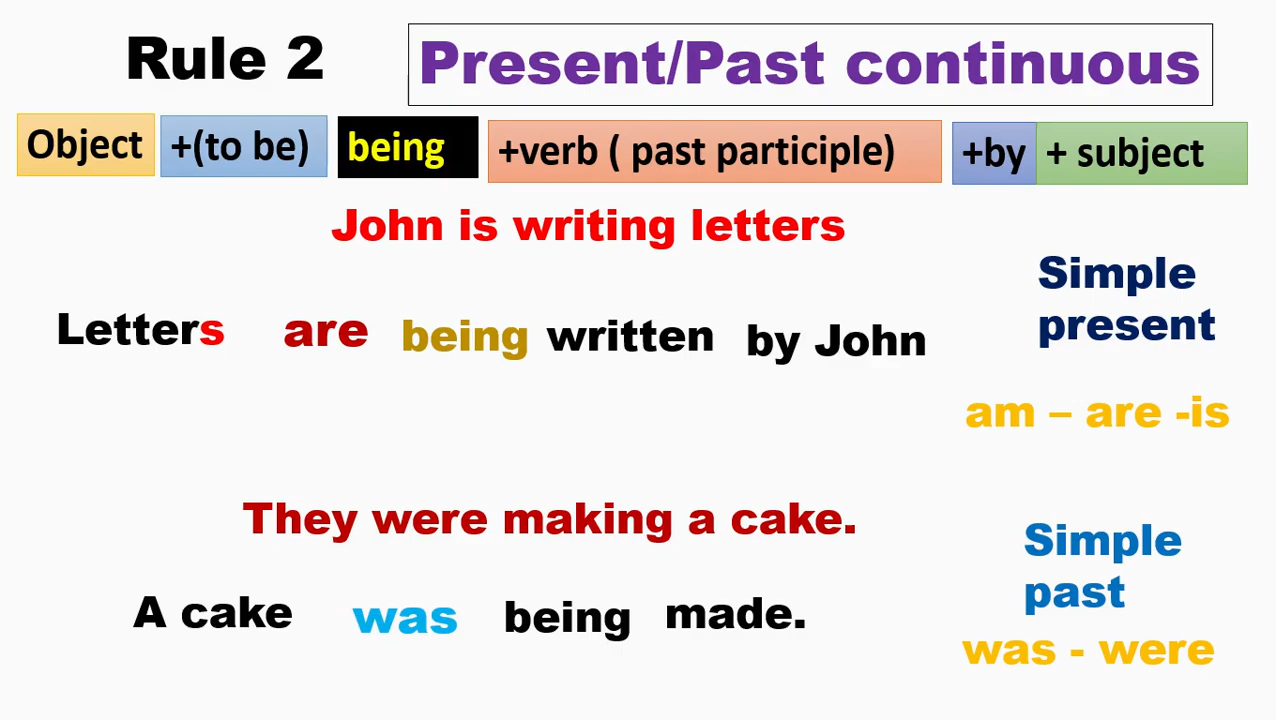 Rule 2 Present/Past continuous
Object +(to be) being +verb ( past participle) +by + subject
John is writing letters
Simple
present
Letters are being written by John
am – are -is
They were making a cake.
Simple
past
A cake was being made.
was - were